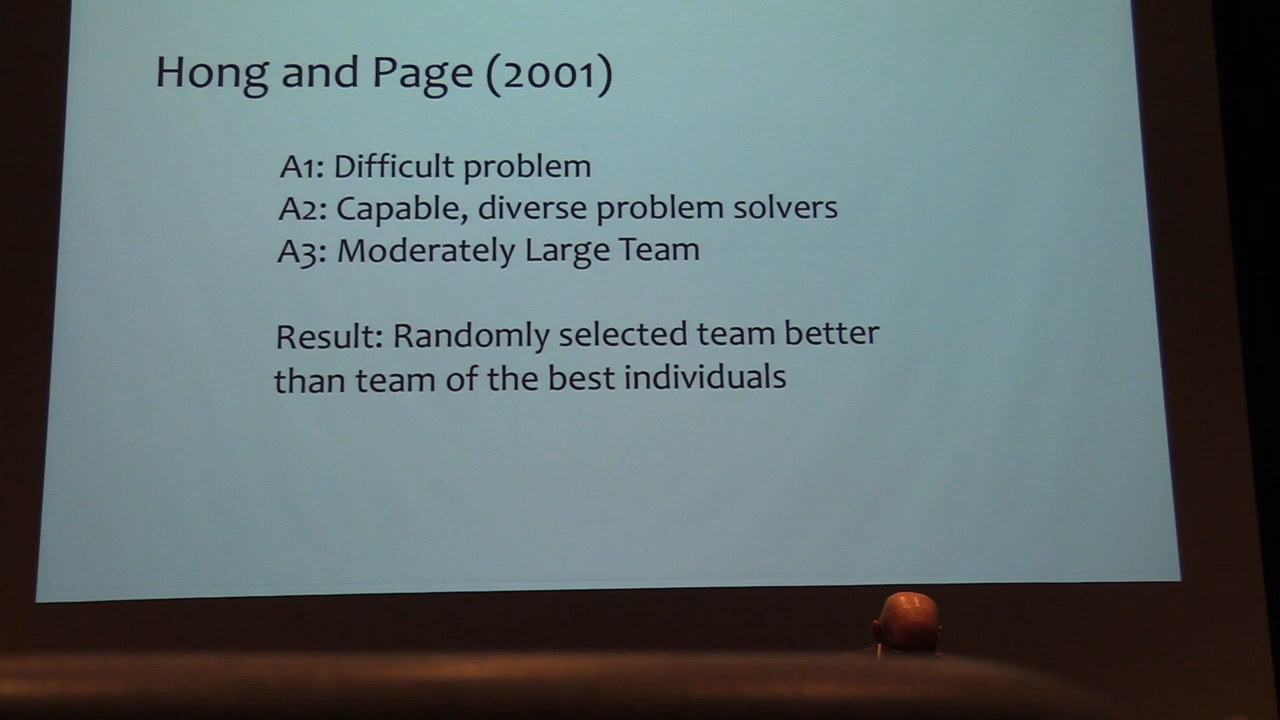 Hong and Page (2001)
A1: Difficult problem
A2: Capable, diverse problem solvers
A3: Moderately Large Team
Result: Randomly selected team better
than team of the best individuals